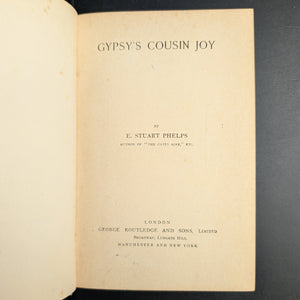 GYPSY'S COUSIN JOY
BY
E. STUART PHELPS
AUTHOR OF "THE GATES AJAR," ETC.
LONDON
GEORGE ROUTLEDGE AND SONS, LIMITED
BROADWAY, LUDGATE HILL
MANCHESTER AND NEW YORK